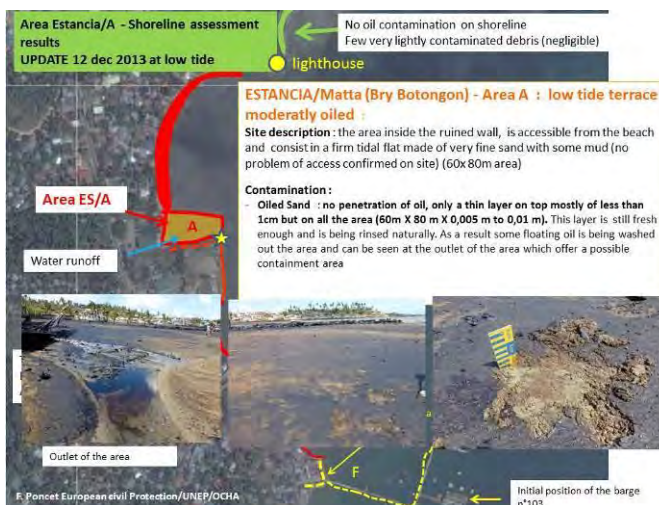 Area Estancia/A - Shoreline assessment
results
UPDATE 12 dec 2013 at low tide
No oil contamination on shoreline
Few very lightly contaminated debris (negligible)
lighthouse
ESTANCIA/Matta (Bry Botongon) - Area A : low tide terrace
moderatly oiled :
Site description : the area inside the ruined wall, is accessible from the beach
and consist in a firm tidal flat made of very fine sand with some mud (no
problem of access confirmed on site) (60x 80m area)
Contamination :
- Oiled Sand : no penetration of oil, only a thin layer on top mostly of less than
1cm but on all the area (60m X 80 m X 0,005 m to 0,01 m). This layer is still fresh
enough and is being rinsed naturally. As a result some floating oil is being washed
out the area and can be seen at the outlet of the area which offer a possible
containment area
Area ES/A
A
Water runoff
Outlet of the area
F
Initial position of the barge
n°103
F. Poncet European civil Protection/UNEP/OCHA